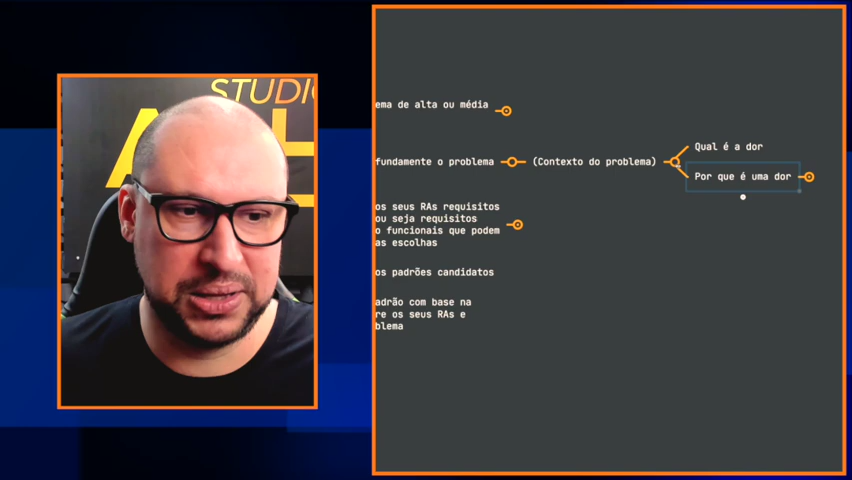 STUDIO
ema de alta ou média
fundamente o problema
(Contexto do problema)
Qual é a dor
Por que é uma dor
os seus RAs requisitos
ou seja requisitos
o funcionais que podem
as escolhas
os padrões candidatos
adrão com base na
re os seus RAs e
blema